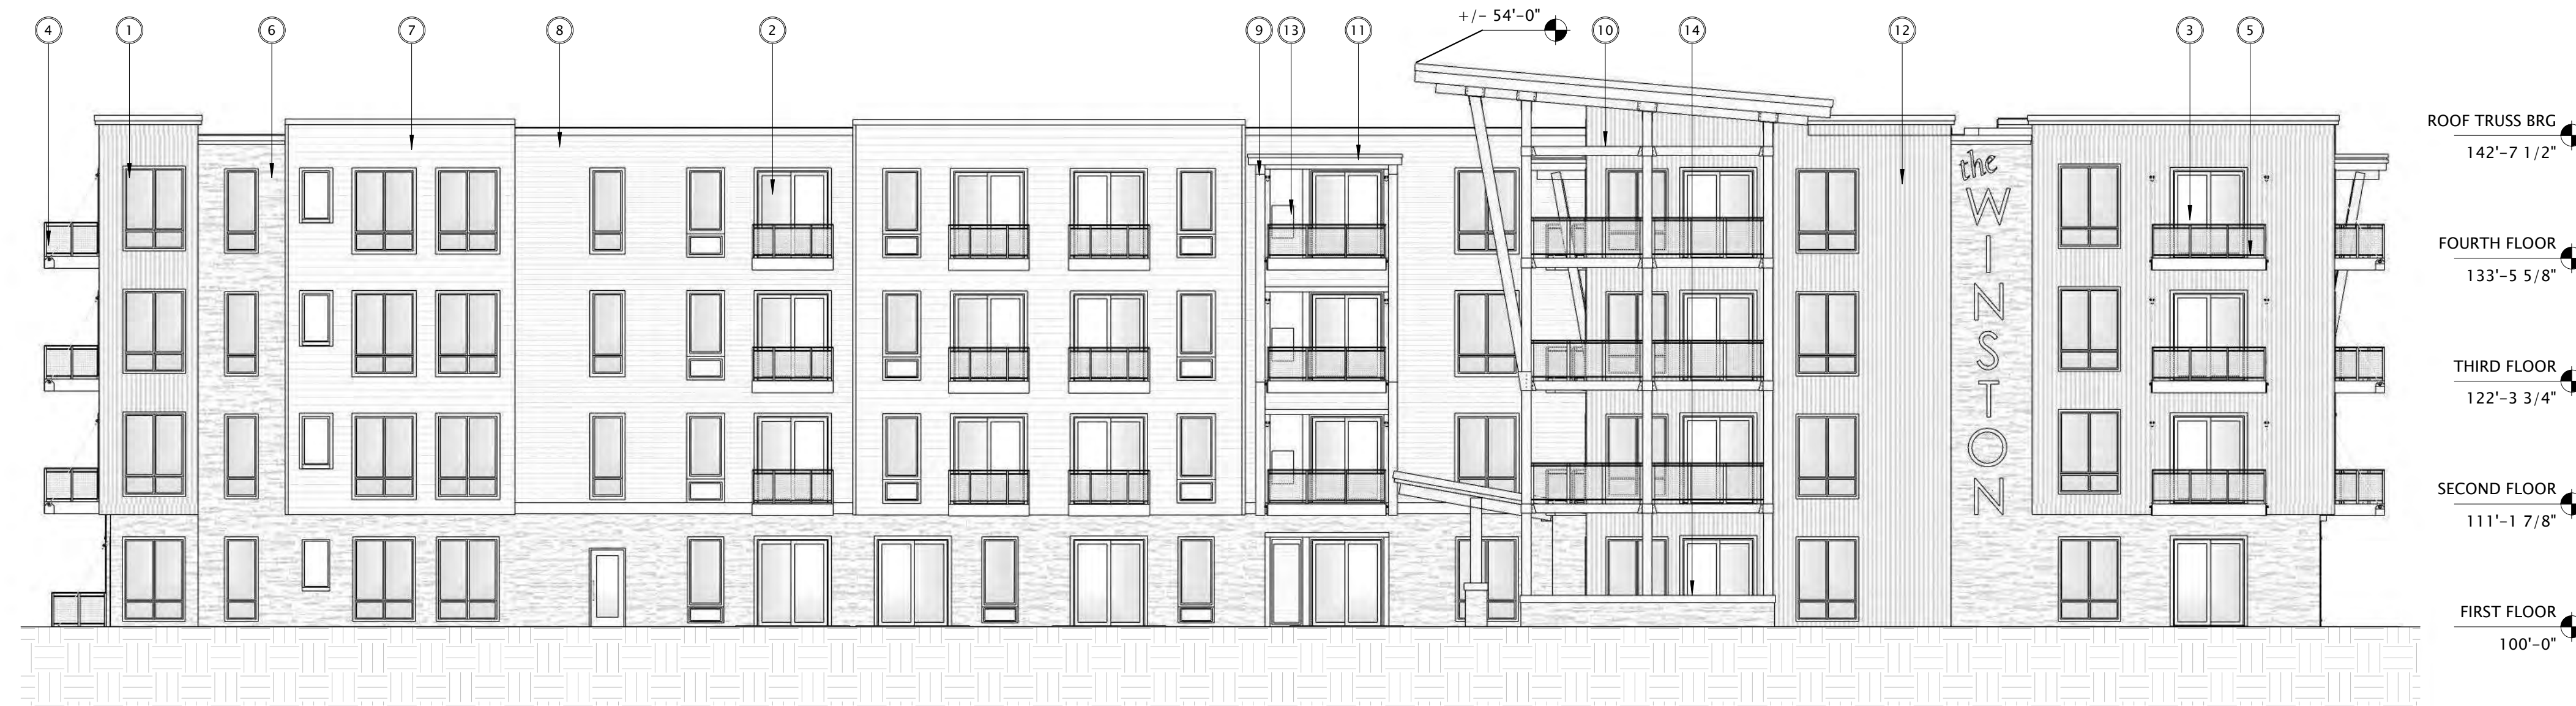 +/- 54'-0"
4
1
6
7
8
2
9
13
11
10
14
12
3
5
ROOF TRUSS BRG
142'-7 1/2"
the
WINSTON
FOURTH FLOOR
133'-5 5/8"
THIRD FLOOR
122'-3 3/4"
SECOND FLOOR
111'-1 7/8"
FIRST FLOOR
100'-0"